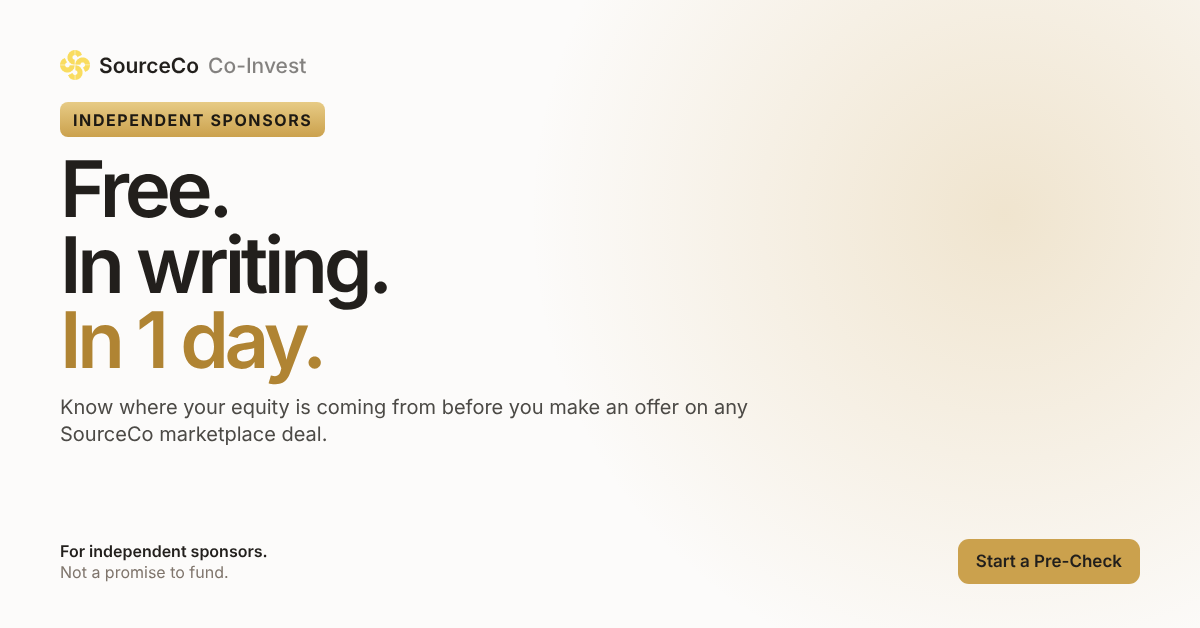 SourceCo Co-Invest
INDEPENDENT SPONSORS
Free.
In writing.
In 1 day.
Know where your equity is coming from before you make an offer on any
SourceCo marketplace deal.
For independent sponsors.
Not a promise to fund.
Start a Pre-Check